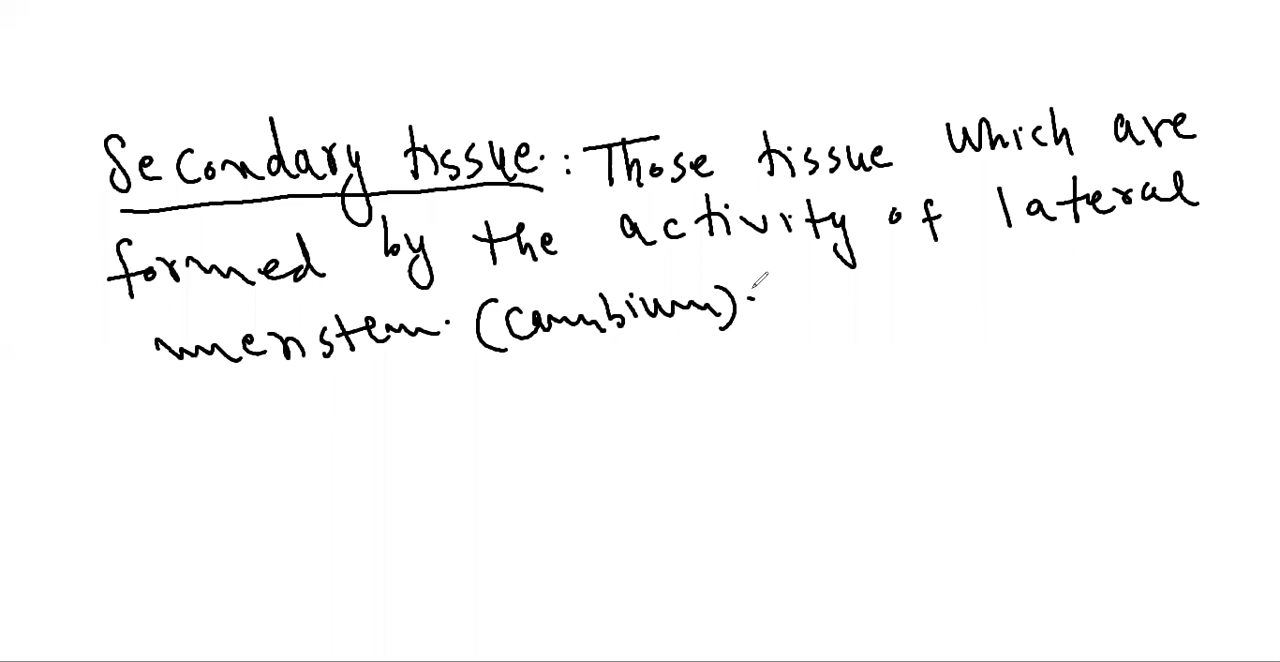 Secondary tissue : Those tissue which are
formed by the activity of lateral
meristem. (cambium).